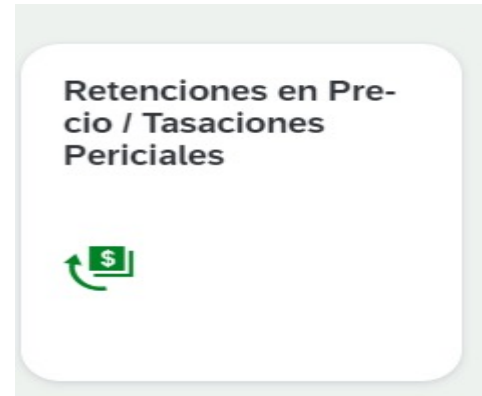 Retenciones en Pre-
cio / Tasaciones
Periciales
$